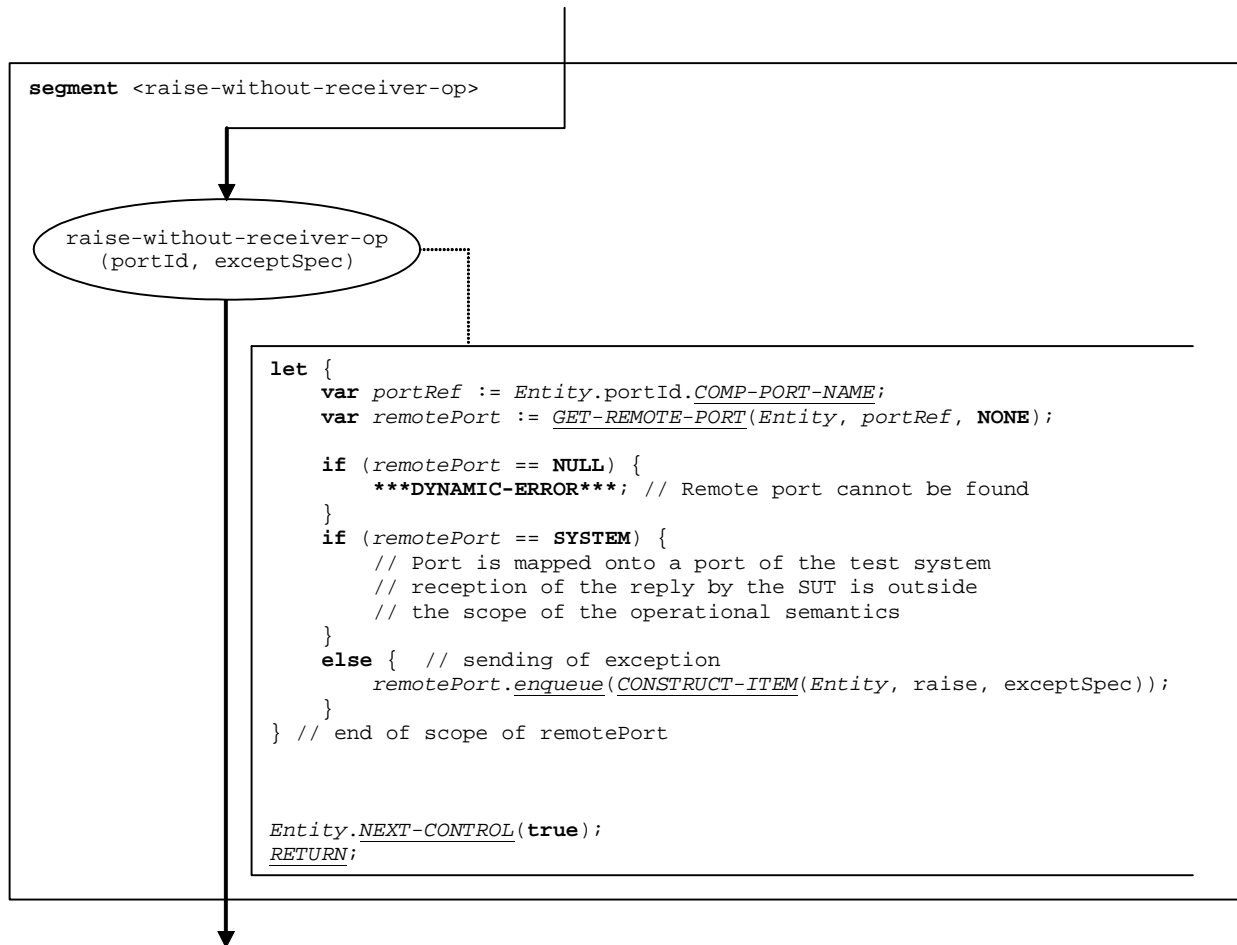 segment <raise-without-receiver-op>
raise-without-receiver-op
(portId, exceptSpec)
let {
var portRef := Entity.portId.COMP-PORT-NAME;
var remotePort := GET-REMOTE-PORT(Entity, portRef, NONE);
if (remotePort == NULL) {
***DYNAMIC-ERROR***; // Remote port cannot be found
}
if (remotePort == SYSTEM) {
// Port is mapped onto a port of the test system
// reception of the reply by the SUT is outside
// the scope of the operational semantics
}
else { // sending of exception
remotePort.enqueue(CONSTRUCT-ITEM(Entity, raise, exceptSpec));
}
} // end of scope of remotePort
Entity.NEXT-CONTROL(true);
RETURN;